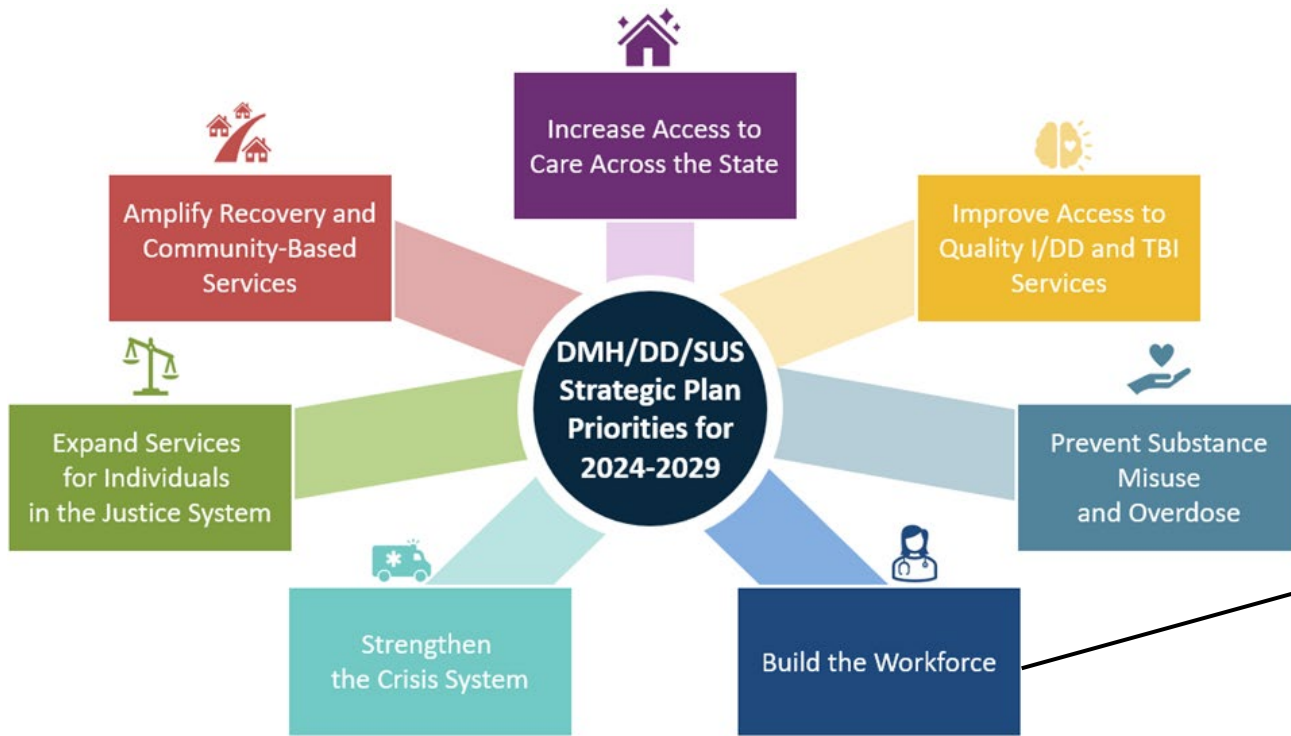 Increase Access to
Care Across the State
Amplify Recovery and
Community-Based
Services
Improve Access to
Quality I/DD and TBI
Services
DMH/DD/SUS
Strategic Plan
Priorities for
2024-2029
Expand Services
for Individuals
in the Justice System
Prevent Substance
Misuse
and Overdose
Strengthen
the Crisis System
Build the Workforce